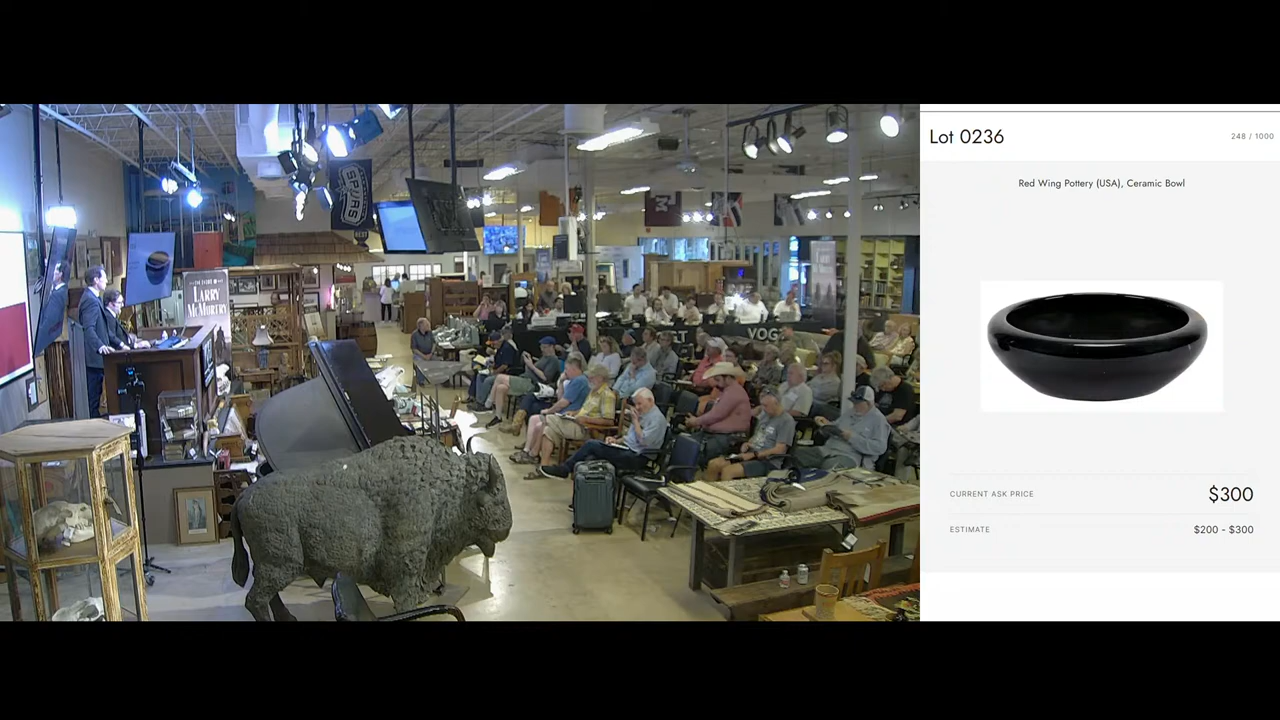 SPURS
LARRY
McMURTRY
VOGT
Lot 0236
248 / 1000
Red Wing Pottery (USA), Ceramic Bowl
CURRENT ASK PRICE
$300
ESTIMATE
$200 - $300